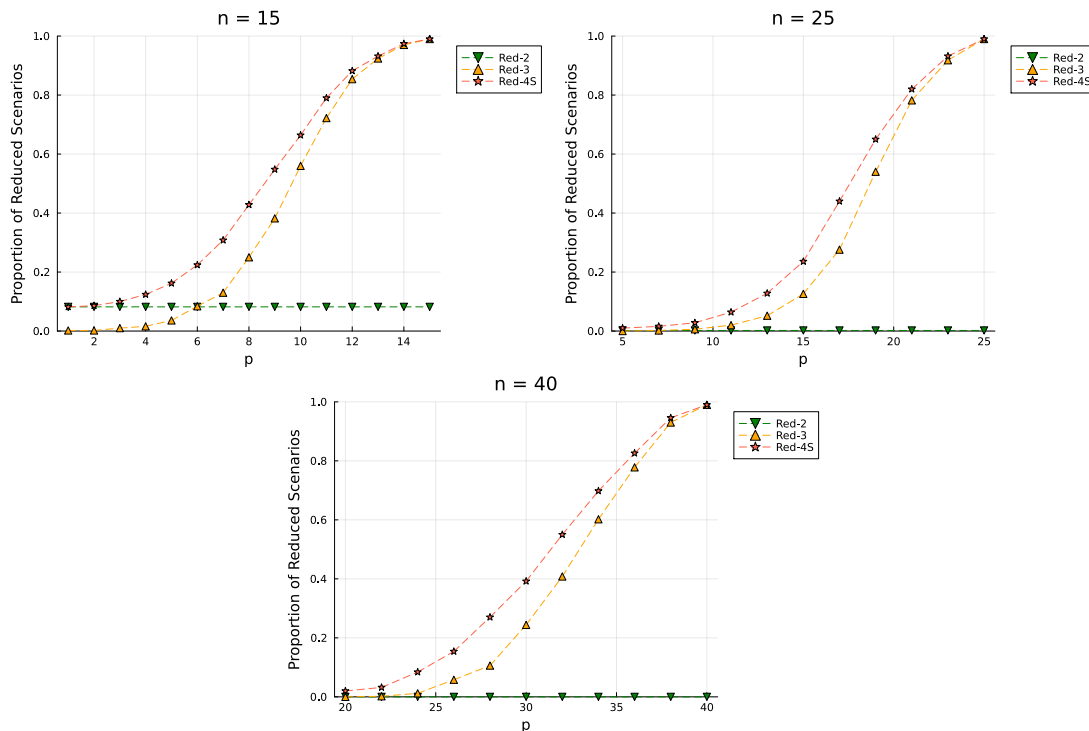 n = 15
Proportion of Reduced Scenarios
1.0
0.8
0.6
0.4
0.2
0.0
2 4 6 8 10 12 14
p
Red-2
Red-3
Red-4S
n = 25
Proportion of Reduced Scenarios
1.0
0.8
0.6
0.4
0.2
0.0
5 10 15 20 25
p
Red-2
Red-3
Red-4S
n = 40
Proportion of Reduced Scenarios
1.0
0.8
0.6
0.4
0.2
0.0
20 25 30 35 40
p
Red-2
Red-3
Red-4S